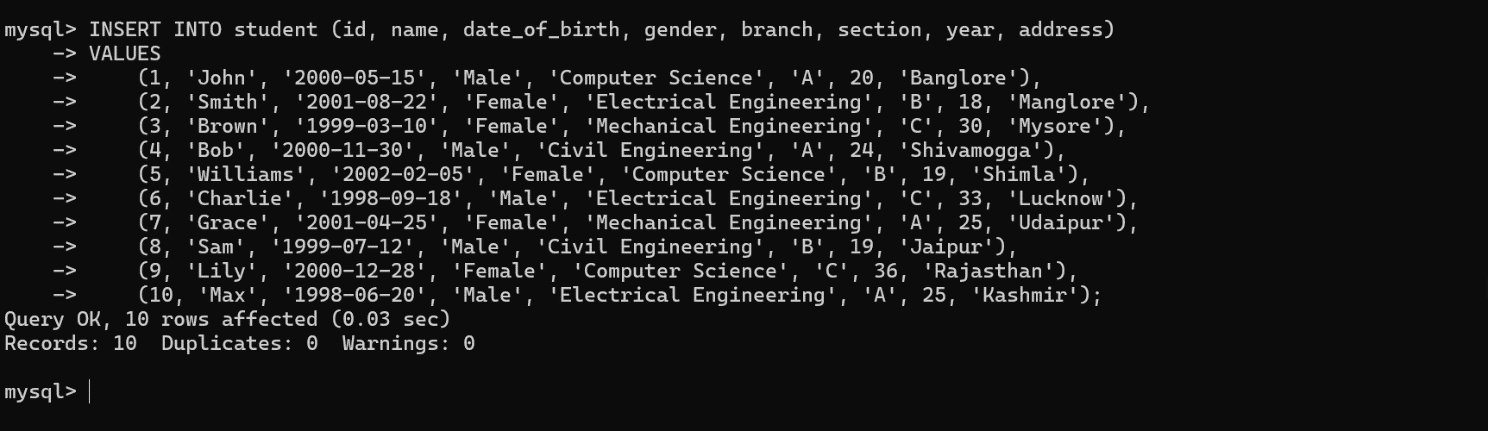 mysql> INSERT INTO student (id, name, date_of_birth, gender, branch, section, year, address)
    -> VALUES
    ->     (1, 'John', '2000-05-15', 'Male', 'Computer Science', 'A', 20, 'Banglore'),
    ->     (2, 'Smith', '2001-08-22', 'Female', 'Electrical Engineering', 'B', 18, 'Manglore'),
    ->     (3, 'Brown', '1999-03-10', 'Female', 'Mechanical Engineering', 'C', 30, 'Mysore'),
    ->     (4, 'Bob', '2000-11-30', 'Male', 'Civil Engineering', 'A', 24, 'Shivamogga'),
    ->     (5, 'Williams', '2002-02-05', 'Female', 'Computer Science', 'B', 19, 'Shimla'),
    ->     (6, 'Charlie', '1998-09-18', 'Male', 'Electrical Engineering', 'C', 33, 'Lucknow'),
    ->     (7, 'Grace', '2001-04-25', 'Female', 'Mechanical Engineering', 'A', 25, 'Udaipur'),
    ->     (8, 'Sam', '1999-07-12', 'Male', 'Civil Engineering', 'B', 19, 'Jaipur'),
    ->     (9, 'Lily', '2000-12-28', 'Female', 'Computer Science', 'C', 36, 'Rajasthan'),
    ->     (10, 'Max', '1998-06-20', 'Male', 'Electrical Engineering', 'A', 25, 'Kashmir');
Query OK, 10 rows affected (0.03 sec)
Records: 10  Duplicates: 0  Warnings: 0

mysql>